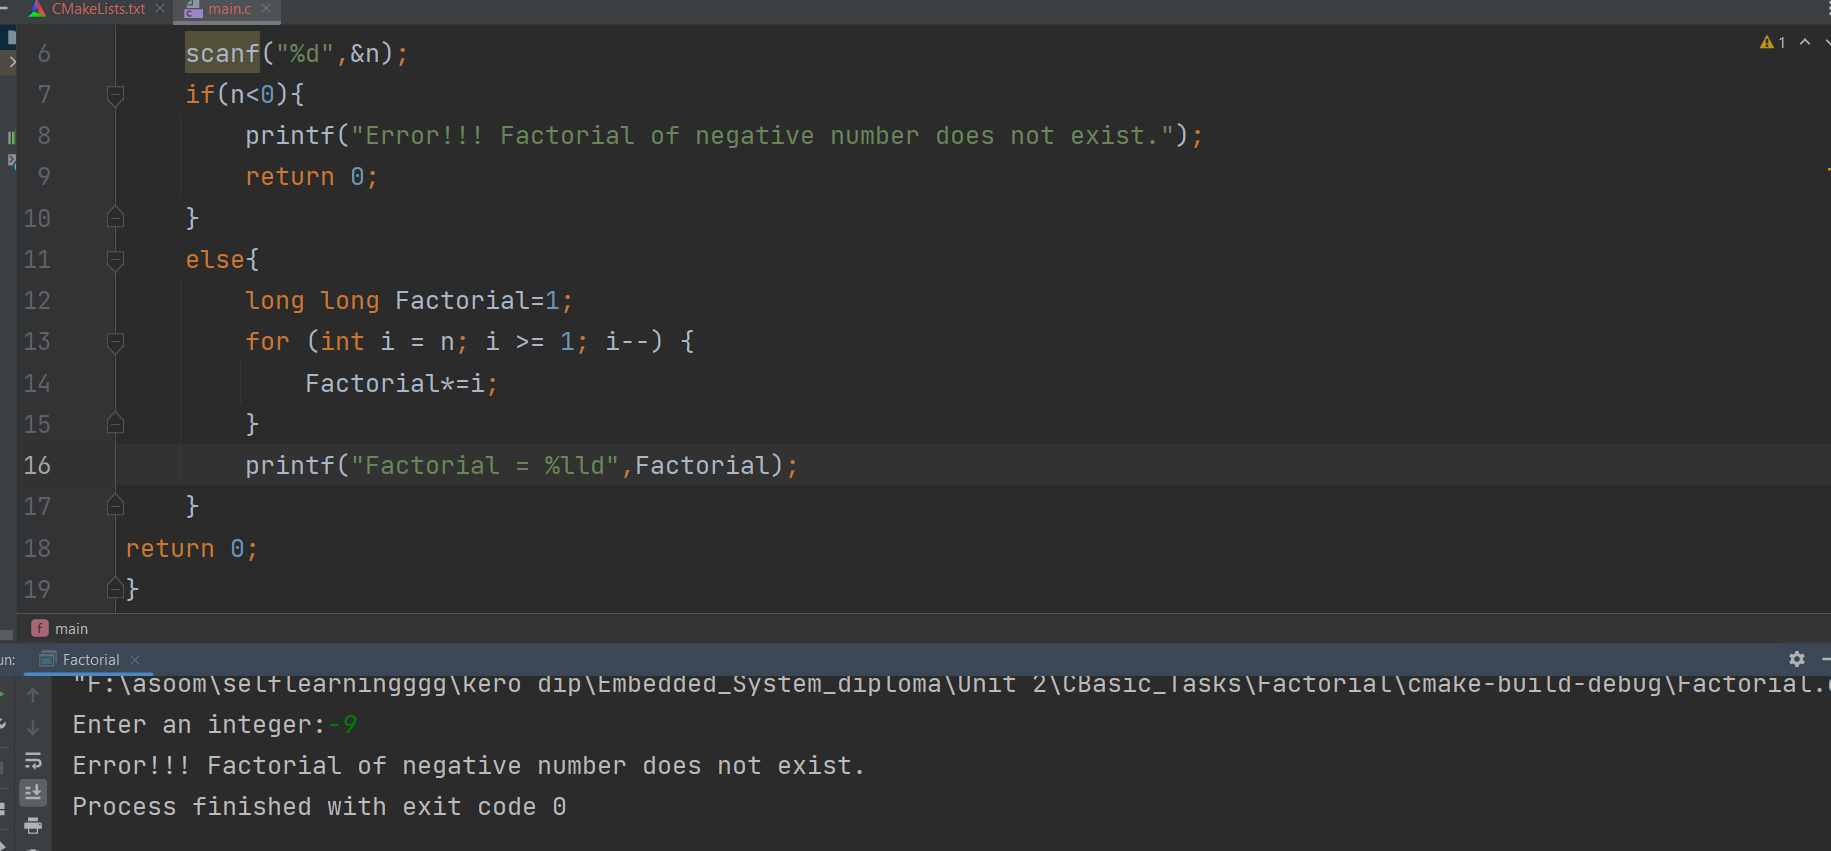 CMakeLists.txt main.c
1
6 scanf("%d",&n);
7 if(n<0){
8 printf("Error!!! Factorial of negative number does not exist.");
9 return 0;
10 }
11 else{
12 long long Factorial=1;
13 for (int i = n; i >= 1; i--) {
14 Factorial*=i;
15 }
16 printf("Factorial = %lld",Factorial);
17 }
18 return 0;
19 }
f main
Factorial
"F:\asoom\selflearningggg\kero dip\Embedded_System_diploma\Unit 2\CBasic_Tasks\Factorial\cmake-build-debug\Factorial.
Enter an integer:-9
Error!!! Factorial of negative number does not exist.
Process finished with exit code 0